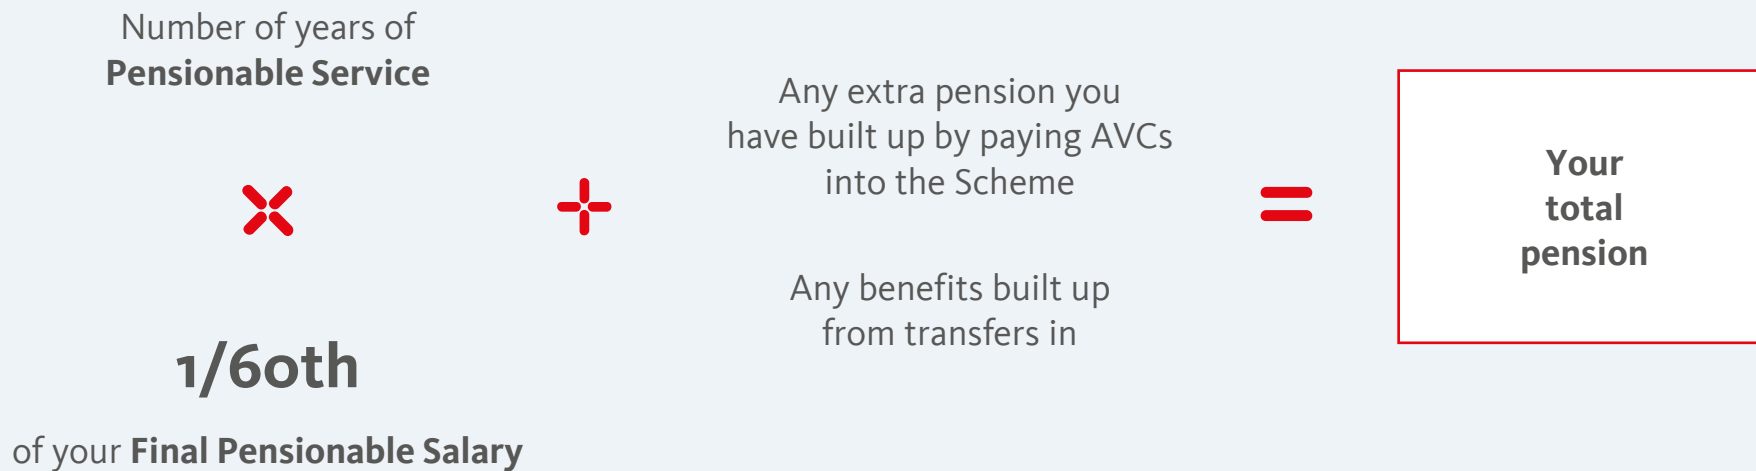 Number of years of
Pensionable Service
×
1/60th
of your Final Pensionable Salary
+
Any extra pension you
have built up by paying AVCs
into the Scheme
Any benefits built up
from transfers in
=
Your
total
pension